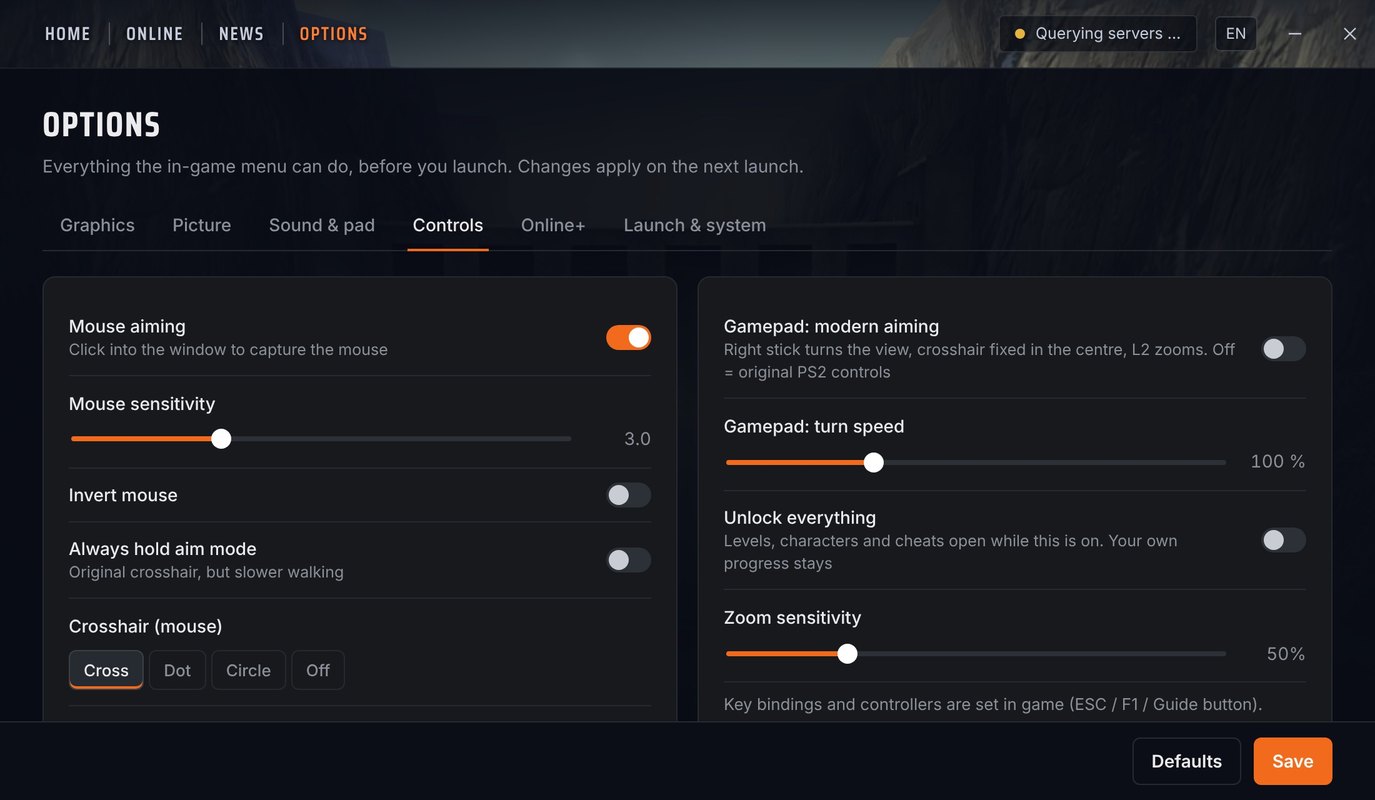 HOME
ONLINE
NEWS
OPTIONS
Querying servers ...
EN
OPTIONS
Everything the in-game menu can do, before you launch. Changes apply on the next launch.
Graphics
Picture
Sound & pad
Controls
Online+
Launch & system
Mouse aiming
Click into the window to capture the mouse
Mouse sensitivity
3.0
Invert mouse
Always hold aim mode
Original crosshair, but slower walking
Crosshair (mouse)
Cross
Dot
Circle
Off
Gamepad: modern aiming
Right stick turns the view, crosshair fixed in the centre, L2 zooms. Off
= original PS2 controls
Gamepad: turn speed
100 %
Unlock everything
Levels, characters and cheats open while this is on. Your own
progress stays
Zoom sensitivity
50%
Key bindings and controllers are set in game (ESC / F1 / Guide button).
Defaults
Save